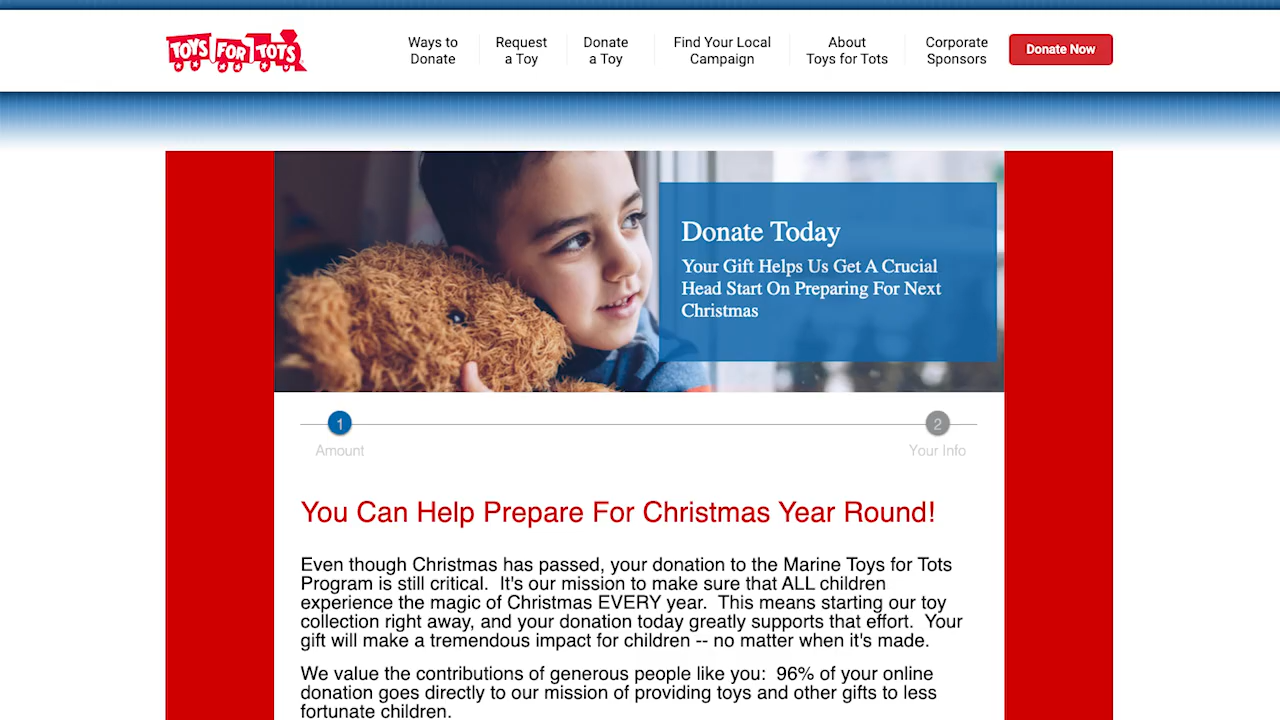 TOYS FOR TOTS
Ways to
Donate
Request
a Toy
Donate
a Toy
Find Your Local
Campaign
About
Toys for Tots
Corporate
Sponsors
Donate Now
Donate Today
Your Gift Helps Us Get A Crucial
Head Start On Preparing For Next
Christmas
1
Amount
2
Your Info
You Can Help Prepare For Christmas Year Round!
Even though Christmas has passed, your donation to the Marine Toys for Tots
Program is still critical.  It's our mission to make sure that ALL children
experience the magic of Christmas EVERY year.  This means starting our toy
collection right away, and your donation today greatly supports that effort.  Your
gift will make a tremendous impact for children -- no matter when it's made.
We value the contributions of generous people like you:  96% of your online
donation goes directly to our mission of providing toys and other gifts to less
fortunate children.